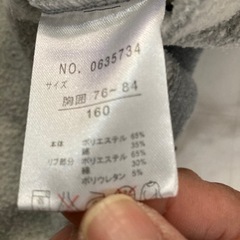 NO. 0635734
サイズ
胸囲 76-84
160
本体 ポリエステル 65%
綿 35%
リブ部分 ポリエステル 65%
綿 30%
ポリウレタン 5%